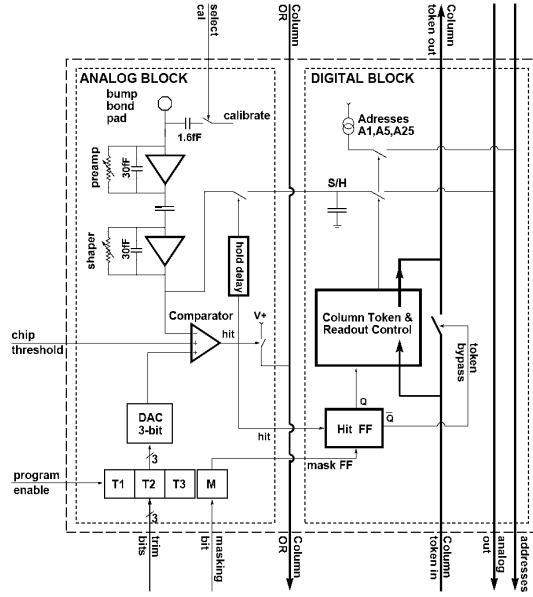 select
cal
Column
OR
Column
token out
ANALOG BLOCK
DIGITAL BLOCK
bump
bond
pad
calibrate
1.6fF
Adresses
A1,A5,A25
preamp
30fF
S/H
shaper
30fF
hold delay
Comparator
V+
hit
Column Token &
Readout Control
chip
threshold
-
+
+
token
bypass
DAC
3-bit
Q
Q̅
hit
Hit FF
3
mask FF
program
enable
T1
T2
T3
M
3
trim
bits
masking
bit
Column
OR
Column
token in
analog
out
addresses